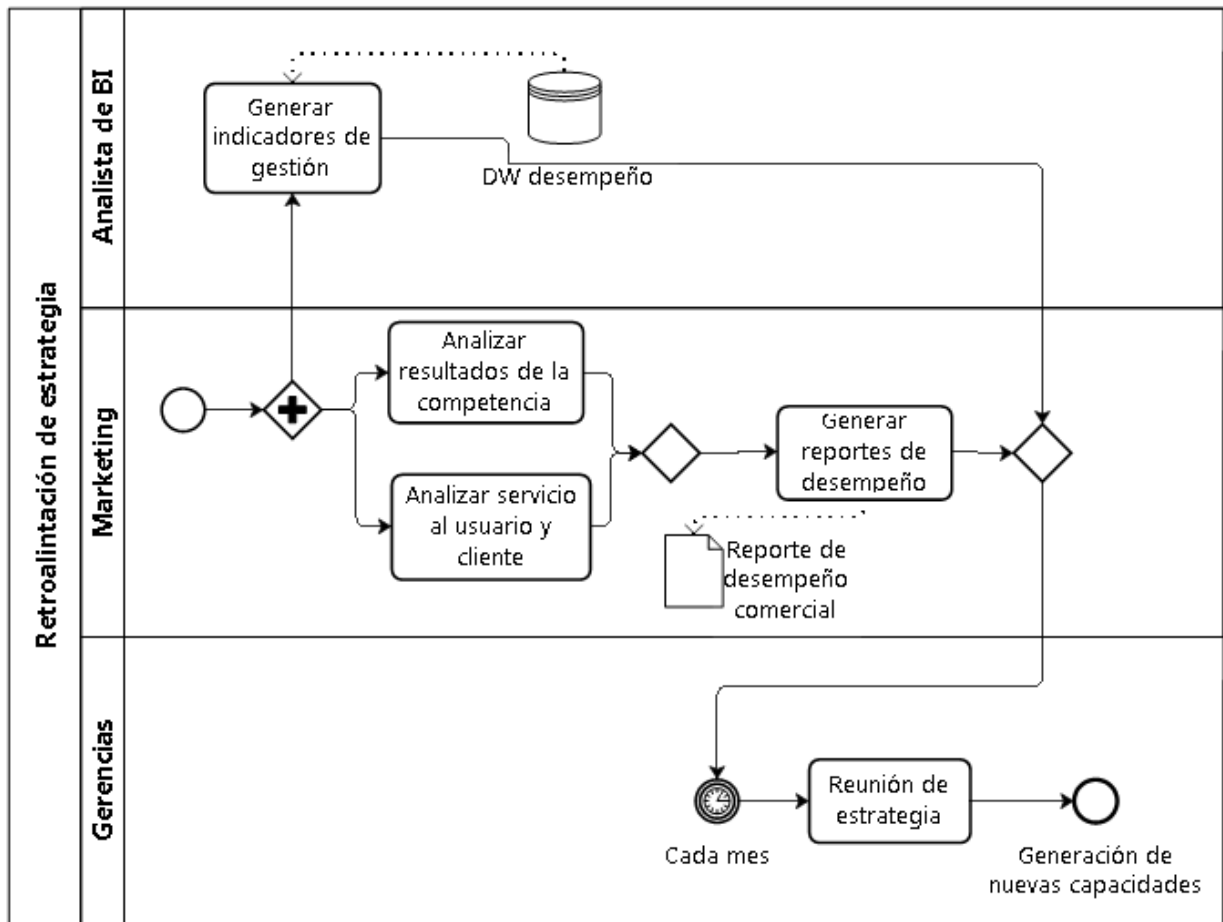 Retroalintación de estrategia
Analista de BI
Generar
indicadores de
gestión
DW desempeño
Marketing
Analizar
resultados de la
competencia
Analizar servicio
al usuario y
cliente
Generar
reportes de
desempeño
Reporte de
desempeño
comercial
Gerencias
Cada mes
Reunión de
estrategia
Generación de
nuevas capacidades